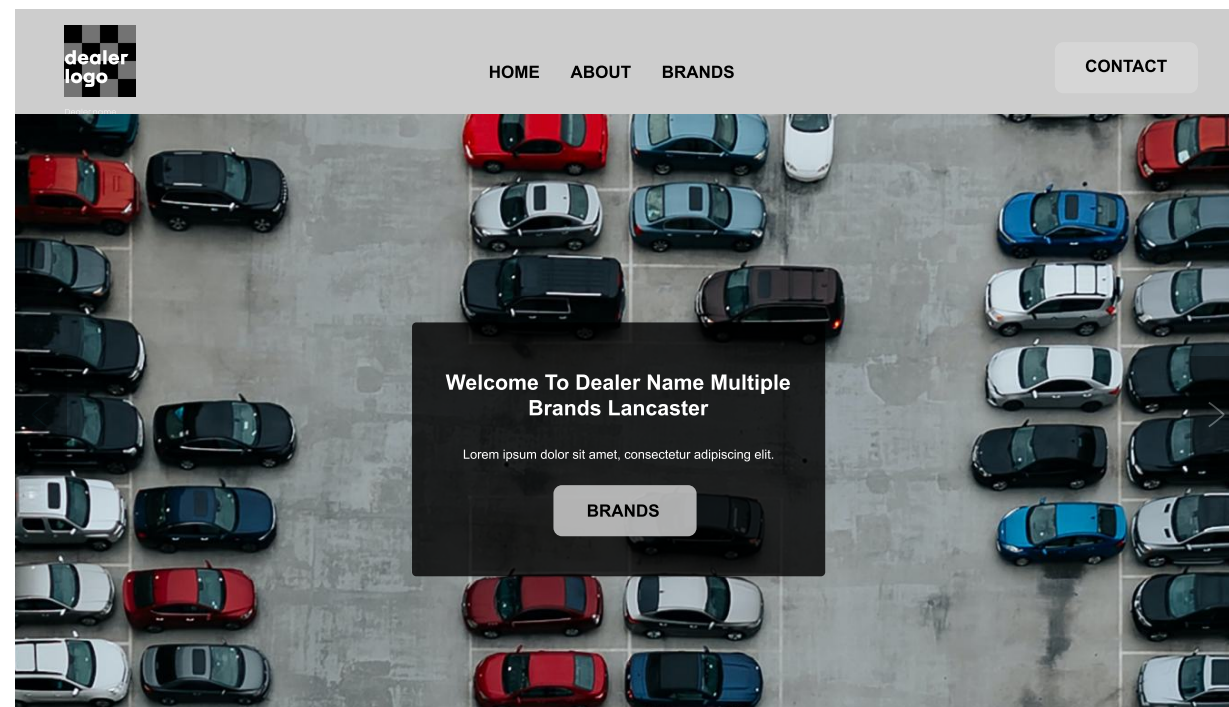 dealer
logo
HOME ABOUT BRANDS
CONTACT
Welcome To Dealer Name Multiple
Brands Lancaster
Lorem ipsum dolor sit amet, consectetur adipiscing elit.
BRANDS